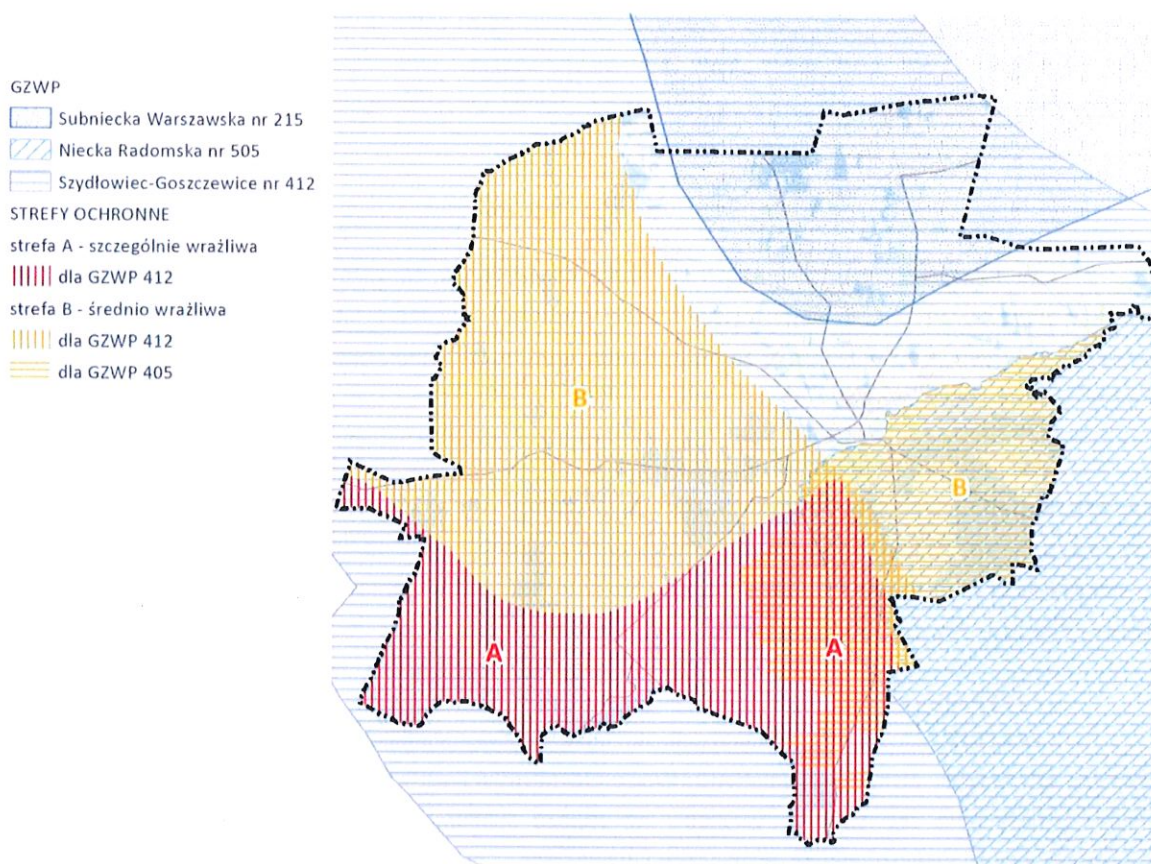 GZWP
Subniecka Warszawska nr 215
Niecka Radomska nr 505
Szydłowiec-Goszczewice nr 412
STREFY OCHRONNE
strefa A - szczególnie wrażliwa
dla GZWP 412
strefa B - średnio wrażliwa
dla GZWP 412
dla GZWP 405
B
B
A
A